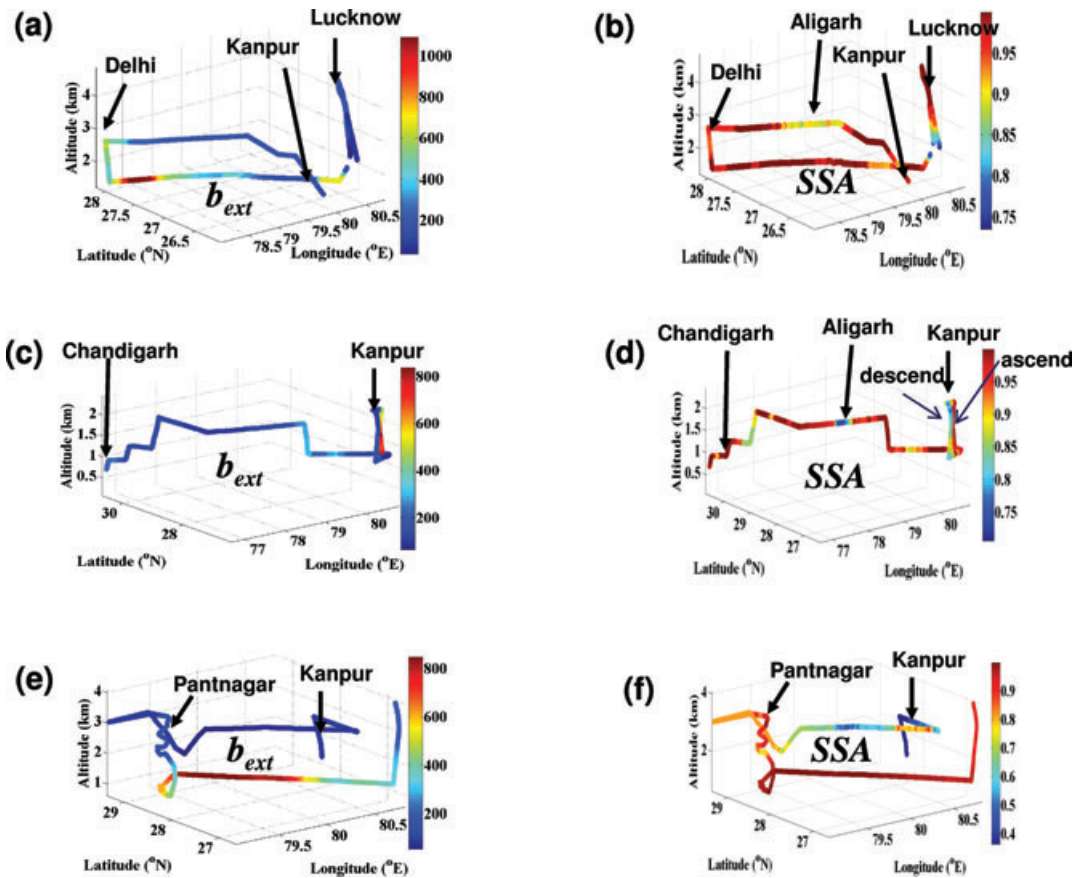 (a)
Lucknow
Kanpur
Delhi
Altitude (km)
4
3
2
28
27.5
27
26.5
Latitude (°N)
78.5
79
79.5
80
80.5
Longitude (°E)
b_ext
1000
800
600
400
200
(b)
Aligarh
Lucknow
Kanpur
Delhi
Altitude (km)
4
3
2
28
27.5
27
26.5
Latitude (°N)
78.5
79
79.5
80
80.5
Longitude (°E)
SSA
0.95
0.9
0.85
0.8
0.75
(c)
Chandigarh
Kanpur
Altitude (km)
2
1.5
1
0.5
30
28
Latitude (°N)
77
78
79
80
Longitude (°E)
b_ext
800
600
400
200
(d)
Chandigarh
Aligarh
Kanpur
descend
ascend
Altitude (km)
2
1.5
1
0.5
30
29
28
27
Latitude (°N)
77
78
79
80
Longitude (°E)
SSA
0.95
0.9
0.85
0.8
0.75
(e)
Pantnagar
Kanpur
Altitude (km)
4
3
2
1
29
28
27
Latitude (°N)
79.5
80
80.5
Longitude (°E)
b_ext
800
600
400
200
(f)
Pantnagar
Kanpur
Altitude (km)
4
2
29
28
27
Latitude (°N)
79.5
80
80.5
Longitude (°E)
SSA
0.9
0.8
0.7
0.6
0.5
0.4